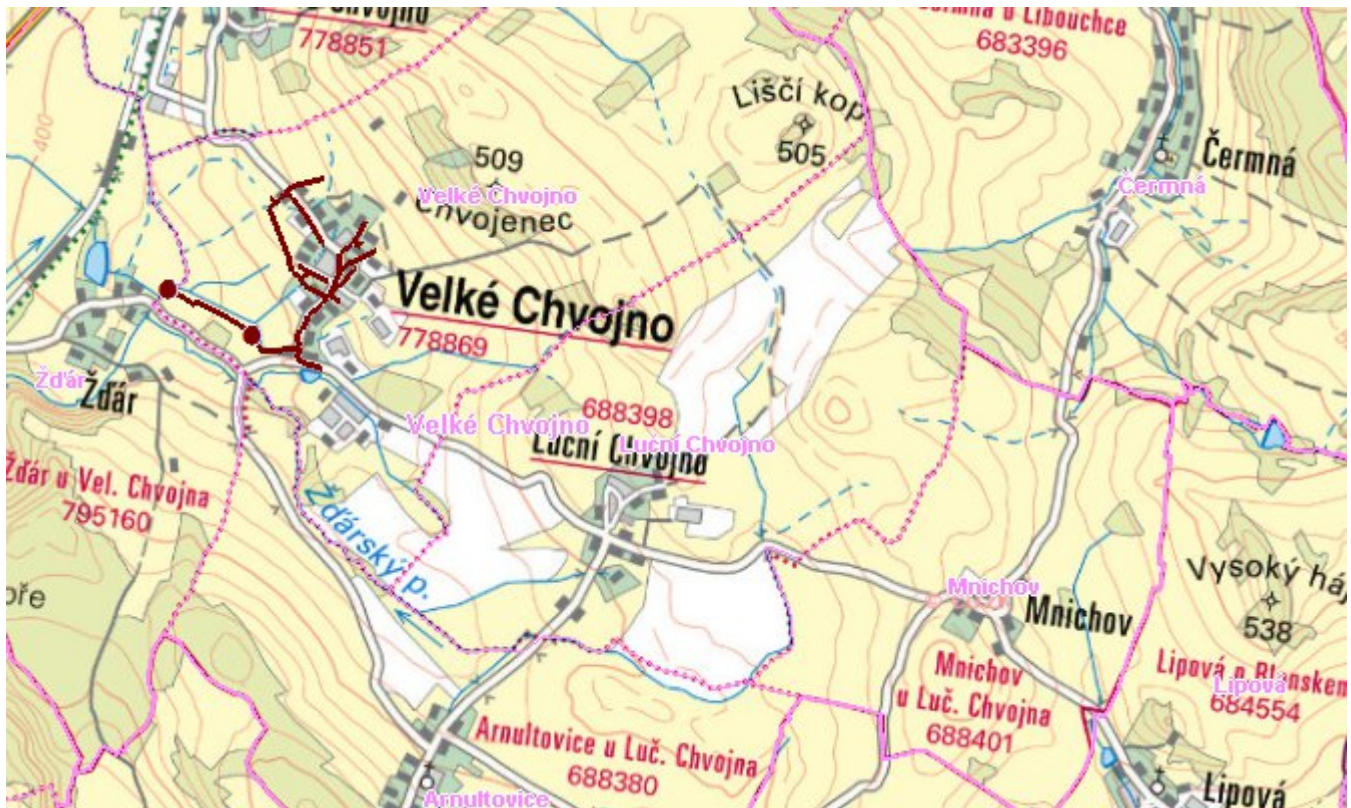 Chvojno
778851
Libouchce
683396
400
509
Velké Chvojno
Chvojenec
Liščí kop
505
Čermná
Čermná
Velké Chvojno
778869
Žďár
Žďár
688398
Velké Chvojno
Luční Chvojno
Luční Chvojno
Žďár u Vel. Chvojna
795160
Žďárský p.
Vysoký háj
538
Mnichov
Mnichov
Mnichov
u Luč. Chvojna
688401
Lipová
684554
Arnultovice u Luč. Chvojna
688380
Arnultovice
Lipová